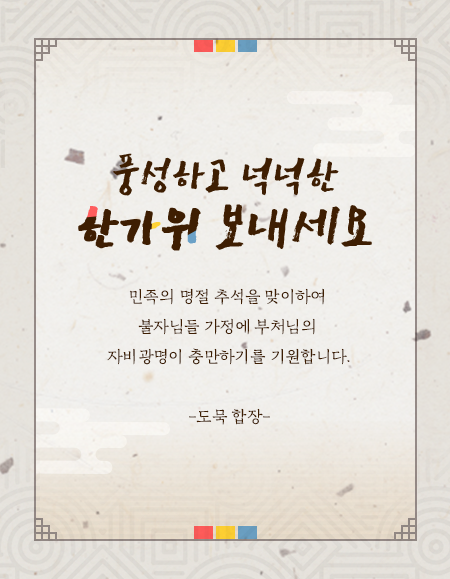 풍성하고 넉넉한
한가위 보내세요
민족의 명절 추석을 맞이하여
불자님들 가정에 부처님의
자비광명이 충만하기를 기원합니다.
-도묵 합장-